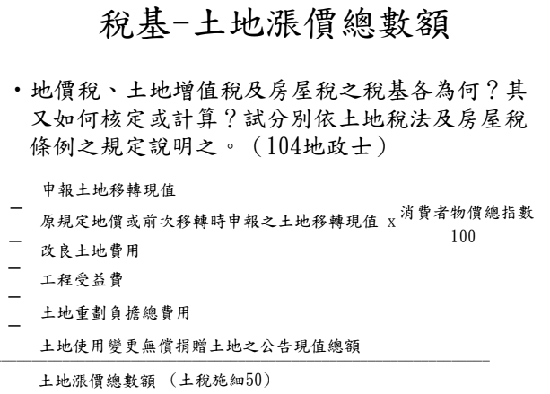 稅基-土地漲價總數額
•地價稅、土地增值稅及房屋稅之稅基各為何？其
又如何核定或計算？試分別依土地稅法及房屋稅
條例之規定說明之。（104地政士）
申報土地移轉現值
－ 原規定地價或前次移轉時申報之土地移轉現值 x 消費者物價總指數
100
－ 改良土地費用
－ 工程受益費
－ 土地重劃負擔總費用
－ 土地使用變更無償捐贈土地之公告現值總額
土地漲價總數額 （土稅施細50）